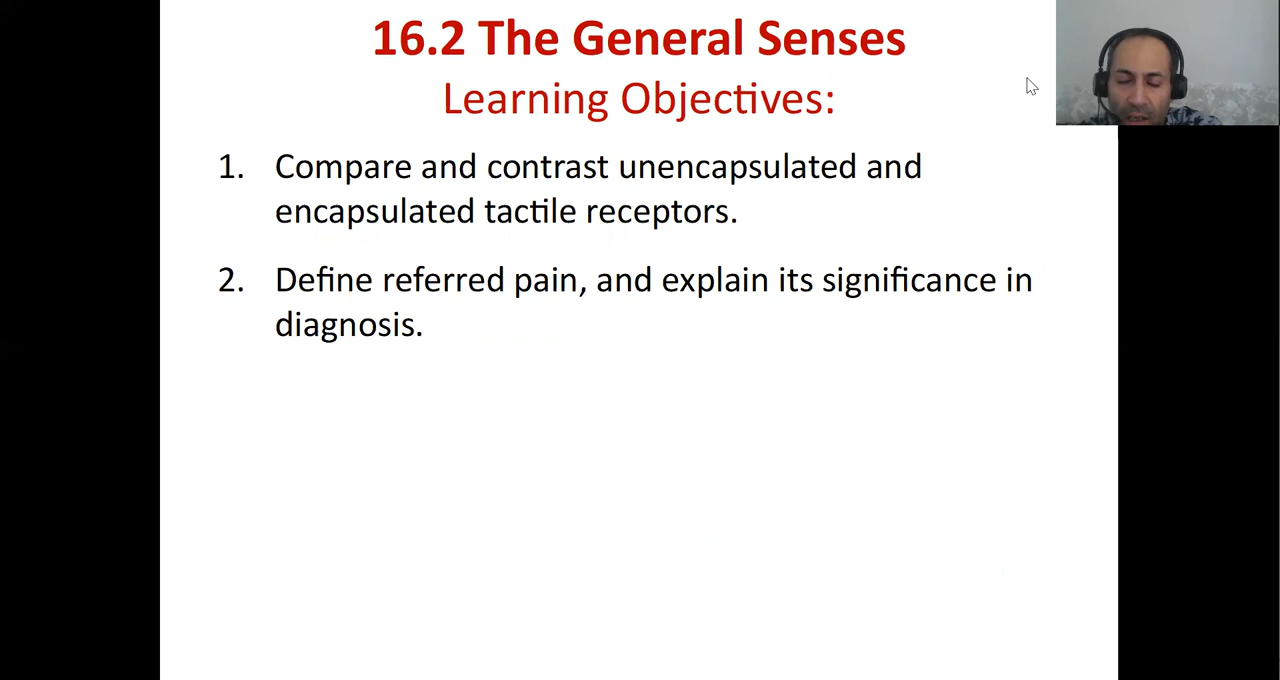 16.2 The General Senses
Learning Objectives:
1. Compare and contrast unencapsulated and
encapsulated tactile receptors.
2. Define referred pain, and explain its significance in
diagnosis.